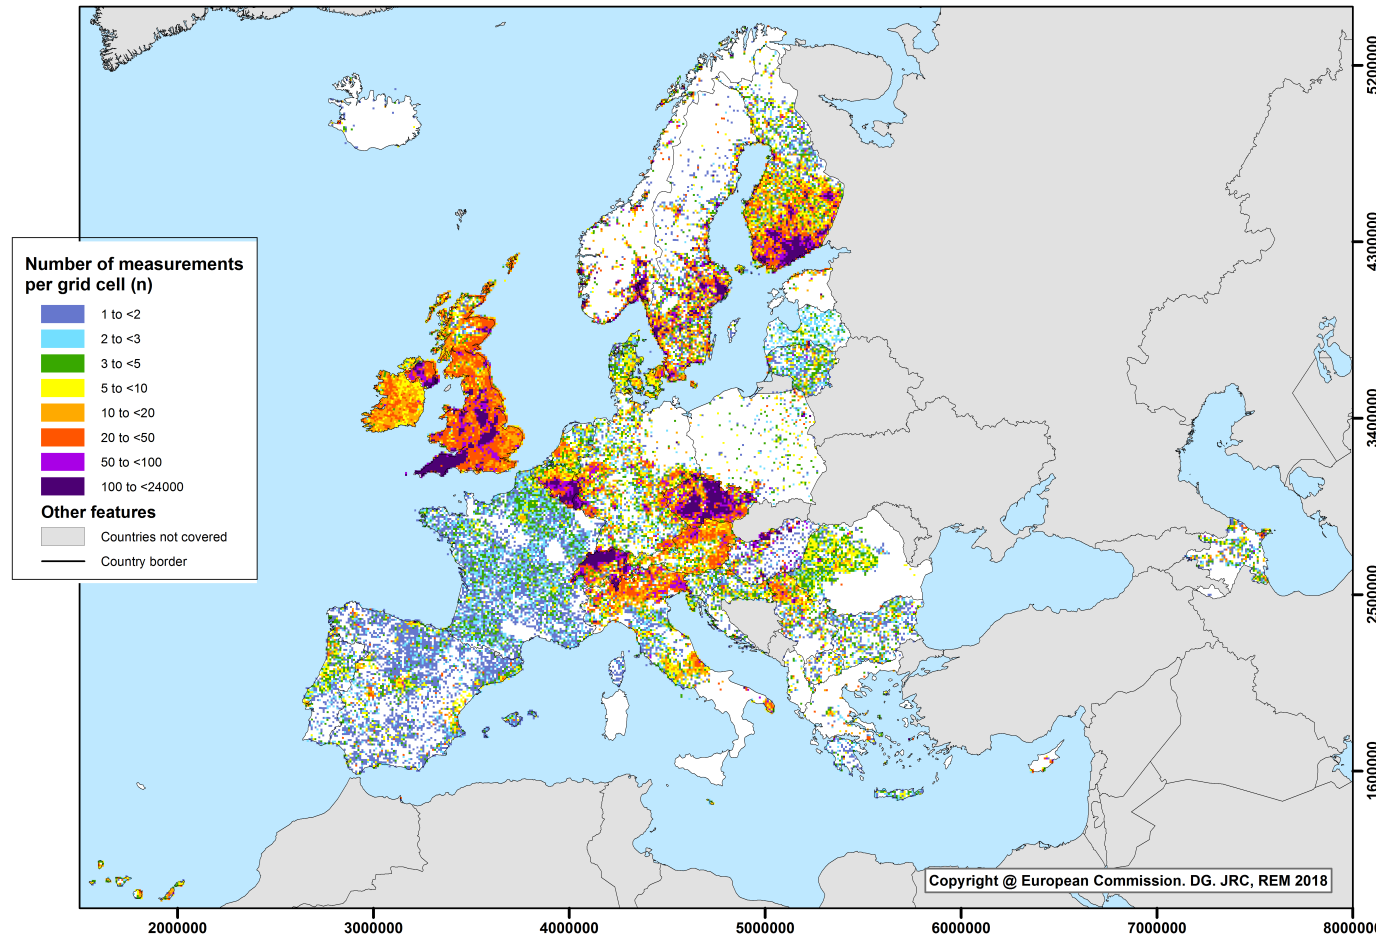 Number of measurements
per grid cell (n)
1 to <2
2 to <3
3 to <5
5 to <10
10 to <20
20 to <50
50 to <100
100 to <24000
Other features
Countries not covered
Country border
5200000
4300000
3400000
2500000
1600000
Copyright @ European Commission. DG. JRC, REM 2018
2000000
3000000
4000000
5000000
6000000
7000000
8000000